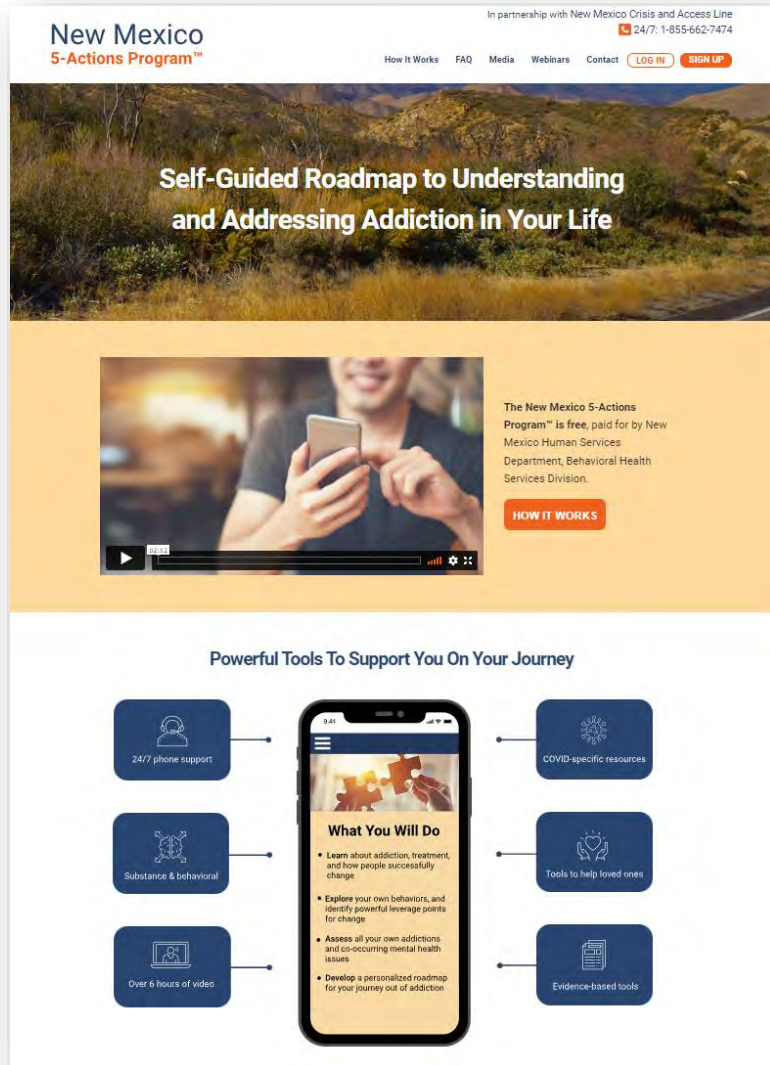 New Mexico
5-Actions Program™
In partnership with New Mexico Crisis and Access Line
24/7: 1-855-662-7474
How It Works FAQ Media Webinars Contact LOG IN SIGN UP
Self-Guided Roadmap to Understanding
and Addressing Addiction in Your Life
02:12
The New Mexico 5-Actions
Program™ is free, paid for by New
Mexico Human Services
Department, Behavioral Health
Services Division.
HOW IT WORKS
Powerful Tools To Support You On Your Journey
24/7 phone support
Substance & behavioral
Over 6 hours of video
9:41
What You Will Do
• Learn about addiction, treatment,
and how people successfully
change
• Explore your own behaviors, and
identify powerful leverage points
for change
• Assess all your own addictions
and co-occurring mental health
issues
• Develop a personalized roadmap
for your journey out of addiction
COVID-specific resources
Tools to help loved ones
Evidence-based tools